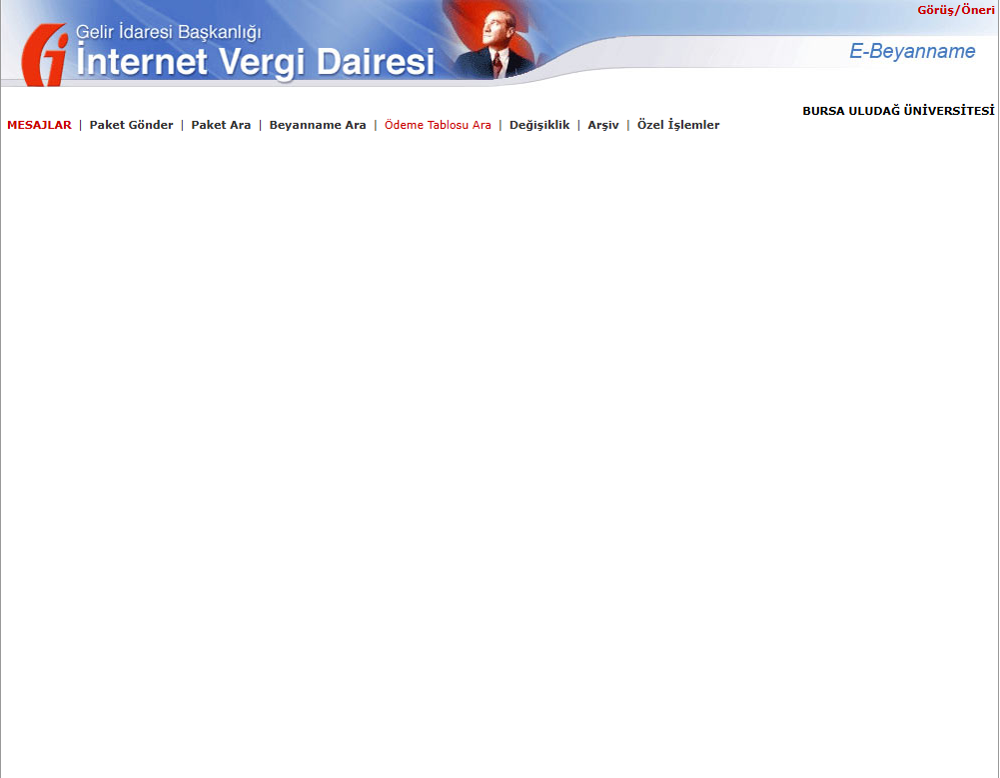 Görüş/Öneri
Gelir İdaresi Başkanlığı
İnternet Vergi Dairesi
E-Beyanname
BURSA ULUDAĞ ÜNİVERSİTESİ
MESAJLAR | Paket Gönder | Paket Ara | Beyanname Ara | Ödeme Tablosu Ara | Değişiklik | Arşiv | Özel İşlemler